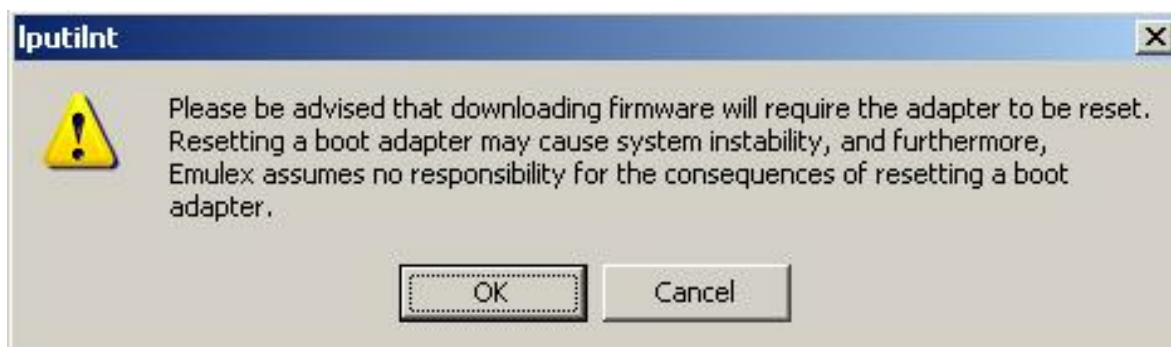 lputilnt
Please be advised that downloading firmware will require the adapter to be reset.
Resetting a boot adapter may cause system instability, and furthermore,
Emulex assumes no responsibility for the consequences of resetting a boot
adapter.
OK
Cancel